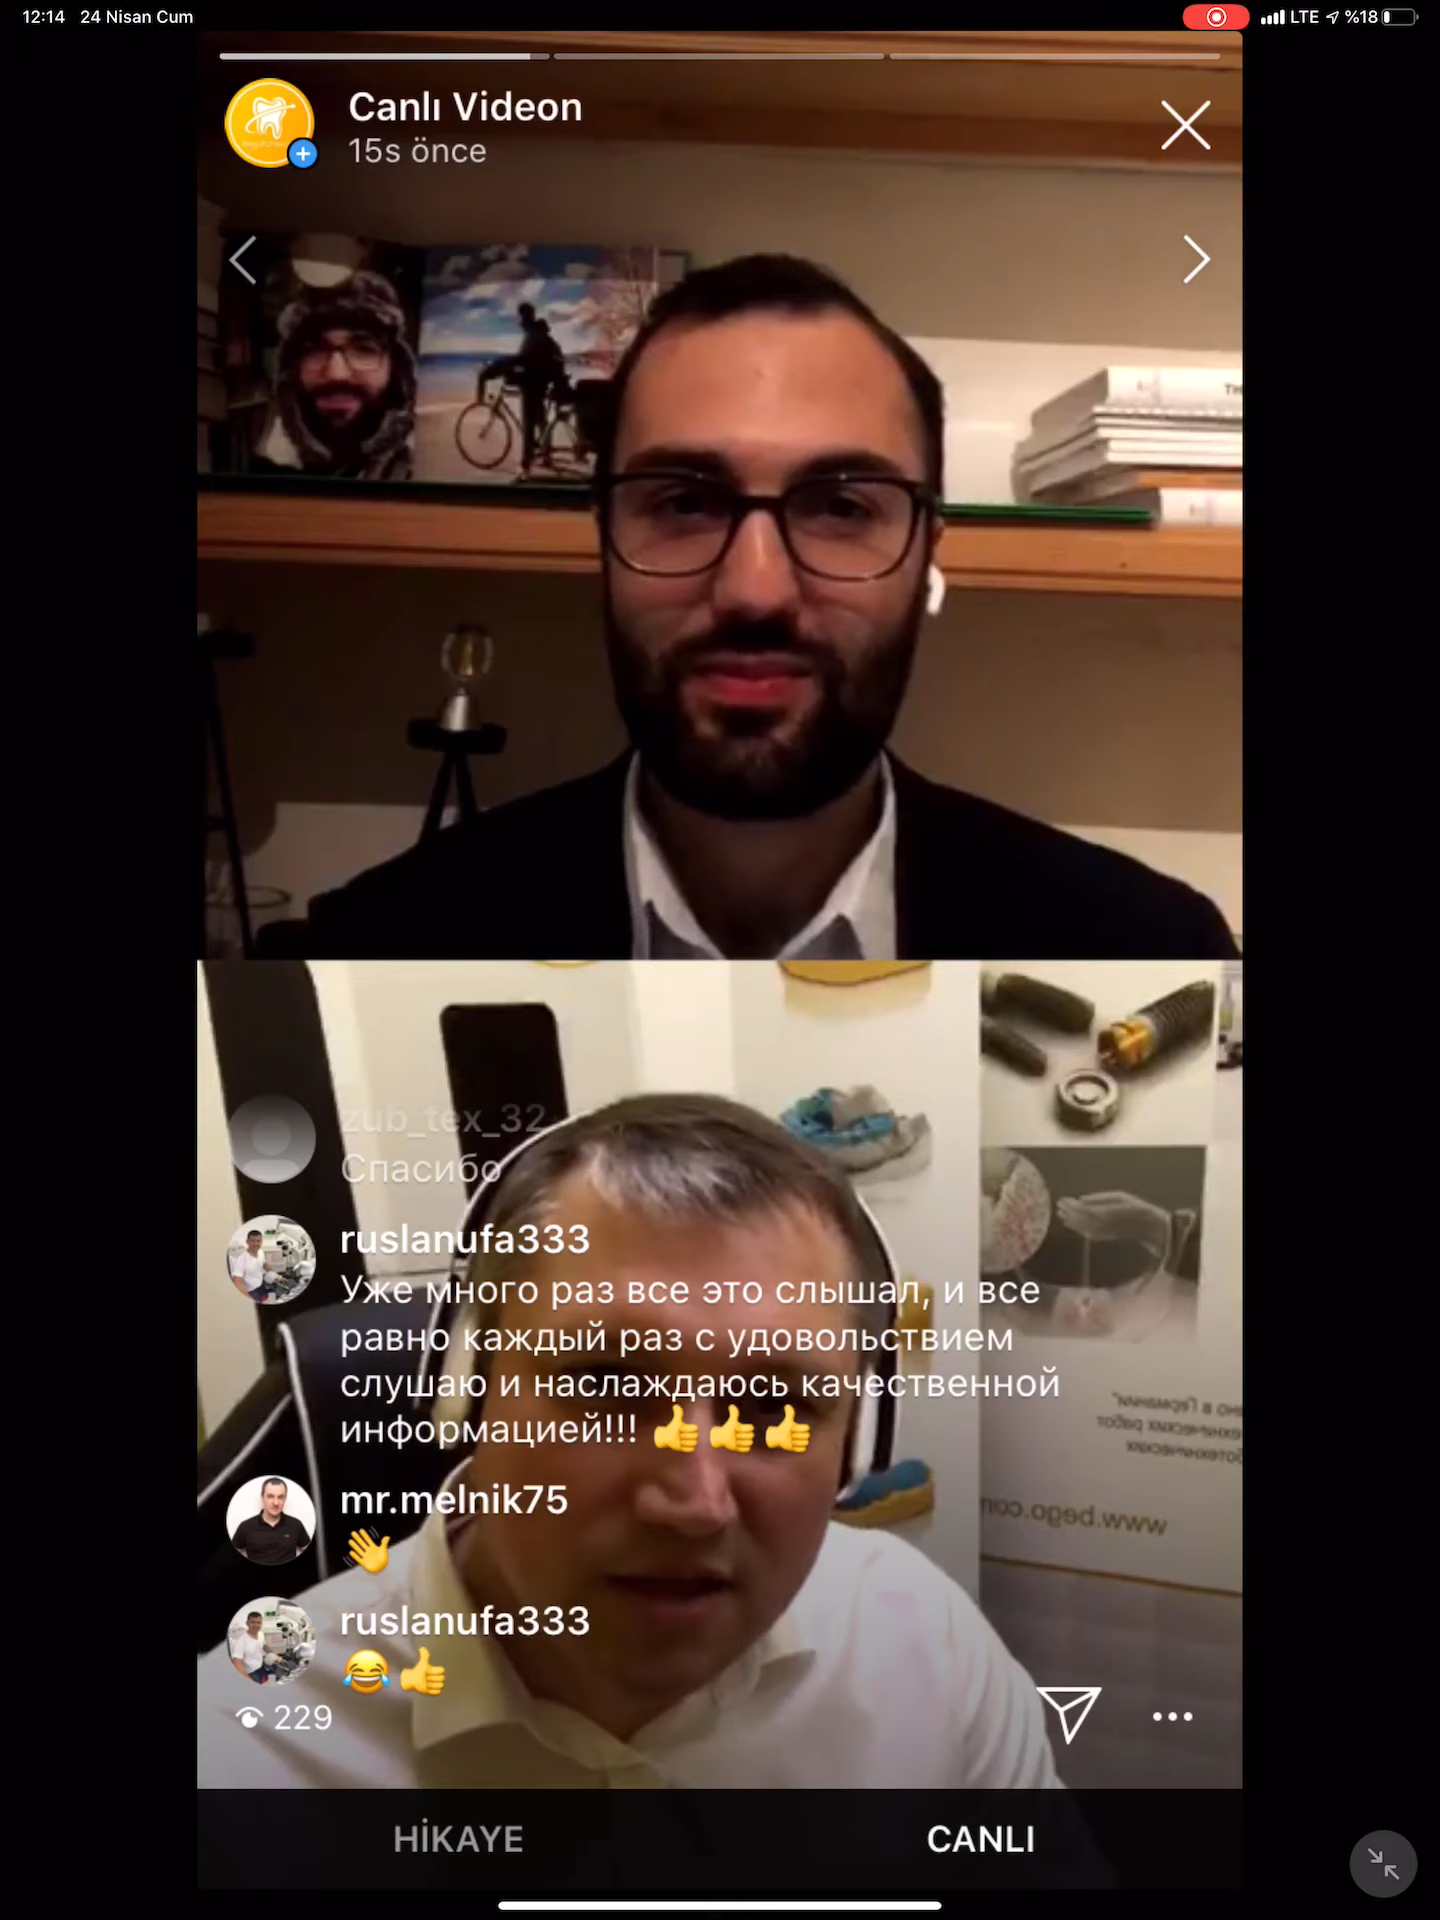 12:14 24 Nisan Cum
LTE %18
Canlı Videon
15s önce
zub_tex_32
Спасибо
ruslanufa333
Уже много раз все это слышал, и все
равно каждый раз с удовольствием
слушаю и наслаждаюсь качественной
информацией!!! 👍👍👍
mr.melnik75
👋
ruslanufa333
😂👍
229
www.bego.com
HİKAYE
CANLI